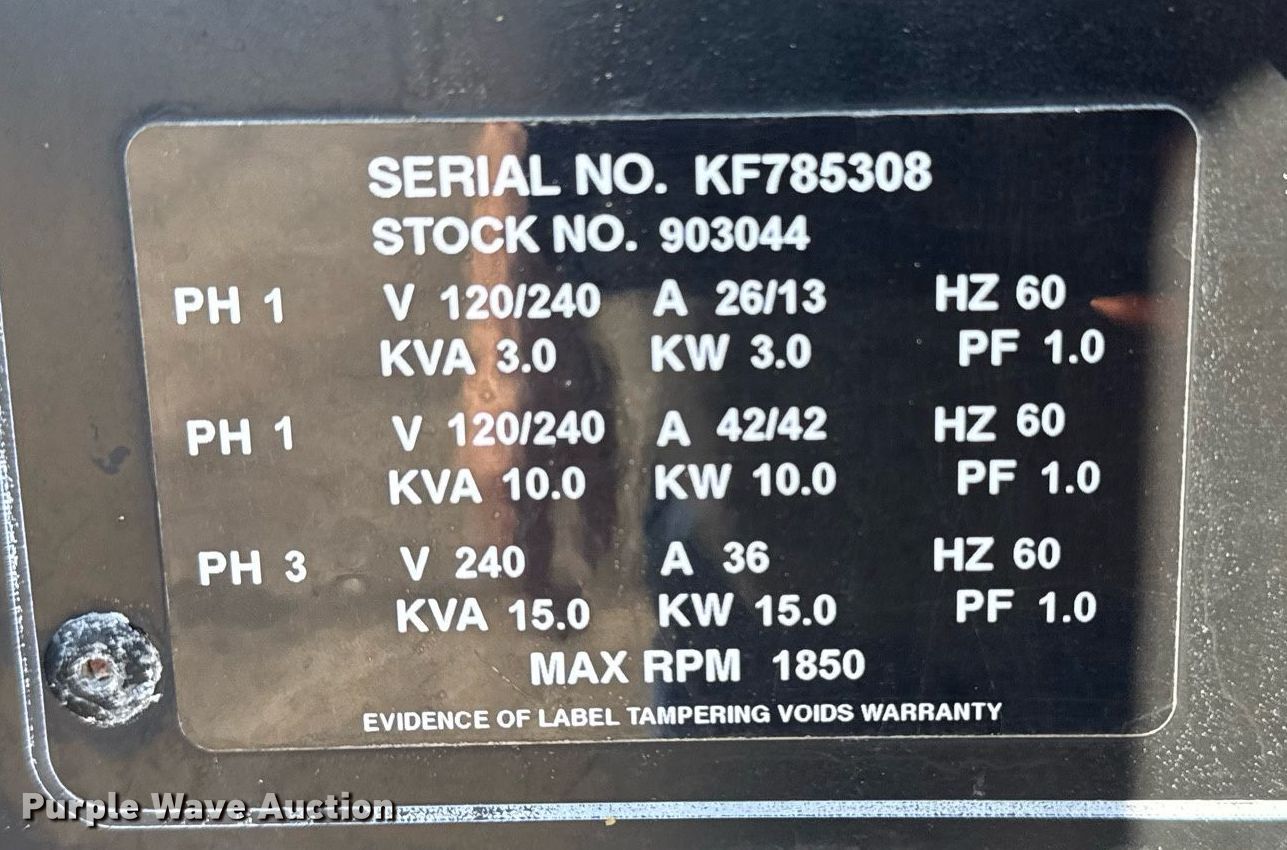 SERIAL NO. KF785308
STOCK NO. 903044
PH 1 V 120/240 A 26/13 HZ 60
KVA 3.0 KW 3.0 PF 1.0
PH 1 V 120/240 A 42/42 HZ 60
KVA 10.0 KW 10.0 PF 1.0
PH 3 V 240 A 36 HZ 60
KVA 15.0 KW 15.0 PF 1.0
MAX RPM 1850
EVIDENCE OF LABEL TAMPERING VOIDS WARRANTY
Purple Wave Auction